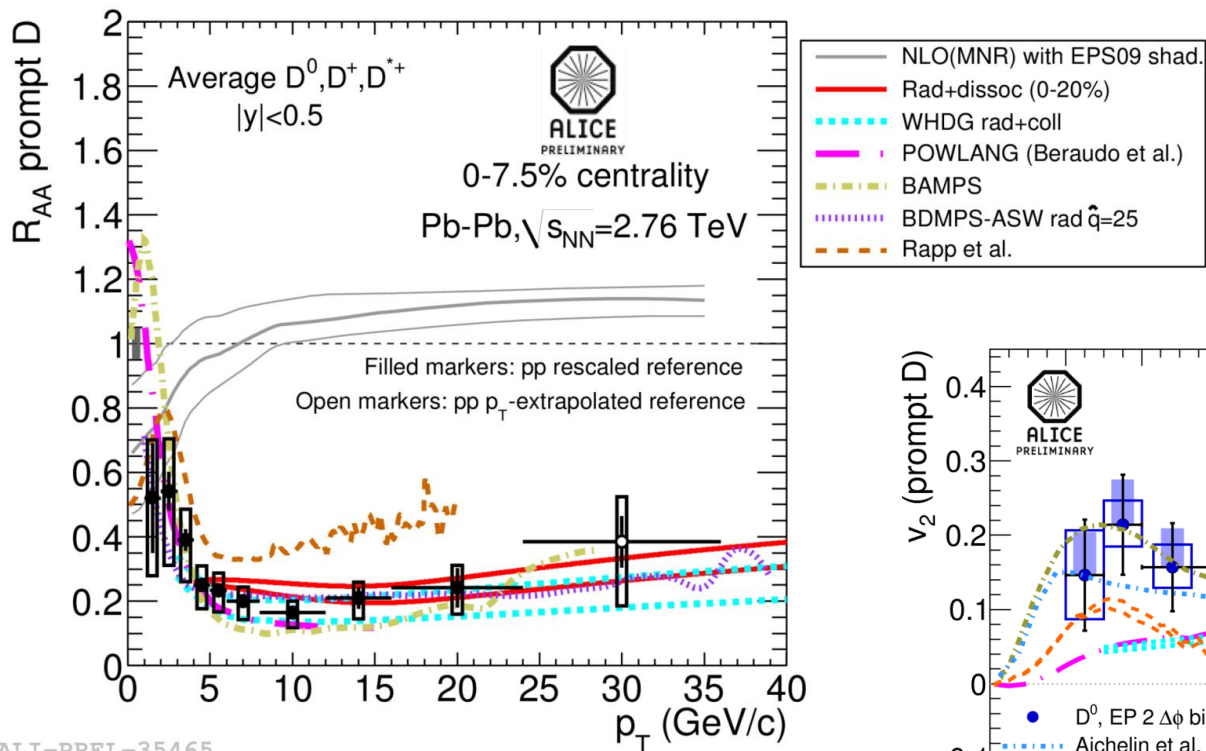 R_AA prompt D
2
1.8
1.6
1.4
1.2
1
0.8
0.6
0.4
0.2
0
Average D⁰,D⁺,D*⁺
|y|<0.5
ALICE
PRELIMINARY
0-7.5% centrality
Pb-Pb,√s_NN=2.76 TeV
Filled markers: pp rescaled reference
Open markers: pp p_T-extrapolated reference
0 5 10 15 20 25 30 35 40
p_T (GeV/c)
NLO(MNR) with EPS09 shad.
Rad+dissoc (0-20%)
WHDG rad+coll
POWLANG (Beraudo et al.)
BAMPS
BDMPS-ASW rad q̂=25
Rapp et al.
v_2 (prompt D)
0.4
0.3
0.2
0.1
0
ALICE
PRELIMINARY
D⁰, EP 2 Δϕ bi
Aichelin et al.